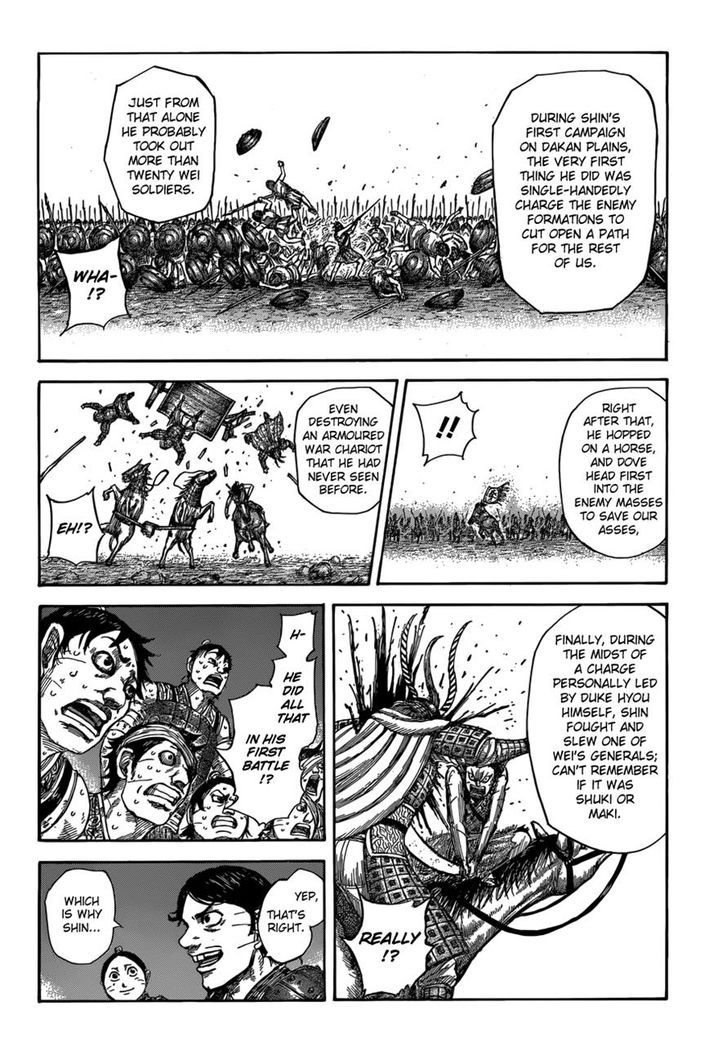 DURING SHIN'S
FIRST CAMPAIGN
ON DAKAN PLAINS,
THE VERY FIRST
THING HE DID WAS
SINGLE-HANDEDLY
CHARGE THE ENEMY
FORMATIONS TO
CUT OPEN A PATH
FOR THE REST
OF US.
JUST FROM
THAT ALONE
HE PROBABLY
TOOK OUT
MORE THAN
TWENTY WEI
SOLDIERS.
WHA-
!?
RIGHT
AFTER THAT,
HE HOPPED
ON A HORSE,
AND DOVE
HEAD FIRST
INTO THE
ENEMY MASSES
TO SAVE OUR
ASSES,
!!
EVEN
DESTROYING
AN ARMOURED
WAR CHARIOT
THAT HE HAD
NEVER SEEN
BEFORE.
EH!?
FINALLY, DURING
THE MIDST OF
A CHARGE
PERSONALLY LED
BY DUKE HYOU
HIMSELF, SHIN
FOUGHT AND
SLEW ONE OF
WEI'S GENERALS;
CAN'T REMEMBER
IF IT WAS
SHUKI OR
MAKI.
REALLY
!?
H-
HE DID
ALL
THAT
IN HIS
FIRST
BATTLE
!?
YEP,
THAT'S
RIGHT.
WHICH
IS WHY
SHIN...